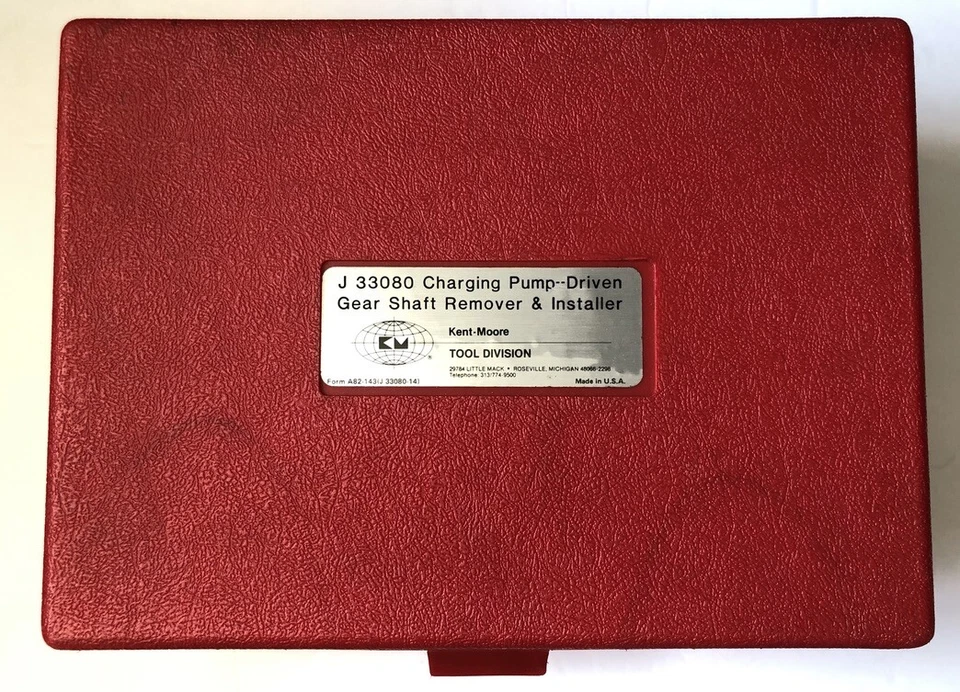 J 33080 Charging Pump--Driven
Gear Shaft Remover & Installer
KM
®
Kent-Moore
TOOL DIVISION
29784 LITTLE MACK • ROSEVILLE, MICHIGAN 48066-2298
Telephone 313/774-9500
Form A82-143(J 33080-14)
Made in U.S.A.